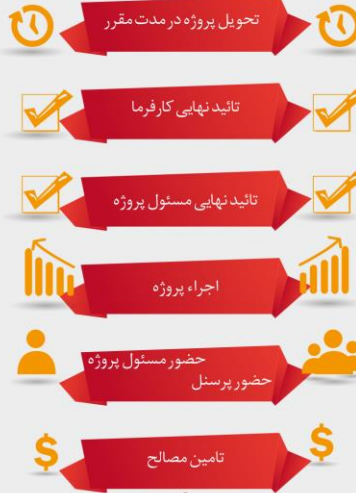 تحویل پروژه در مدت مقرر
تائید نهایی کارفرما
تائید نهایی مسئول پروژه
اجراء پروژه
حضور مسئول پروژه
حضور پرسنل
تامین مصالح
$ $